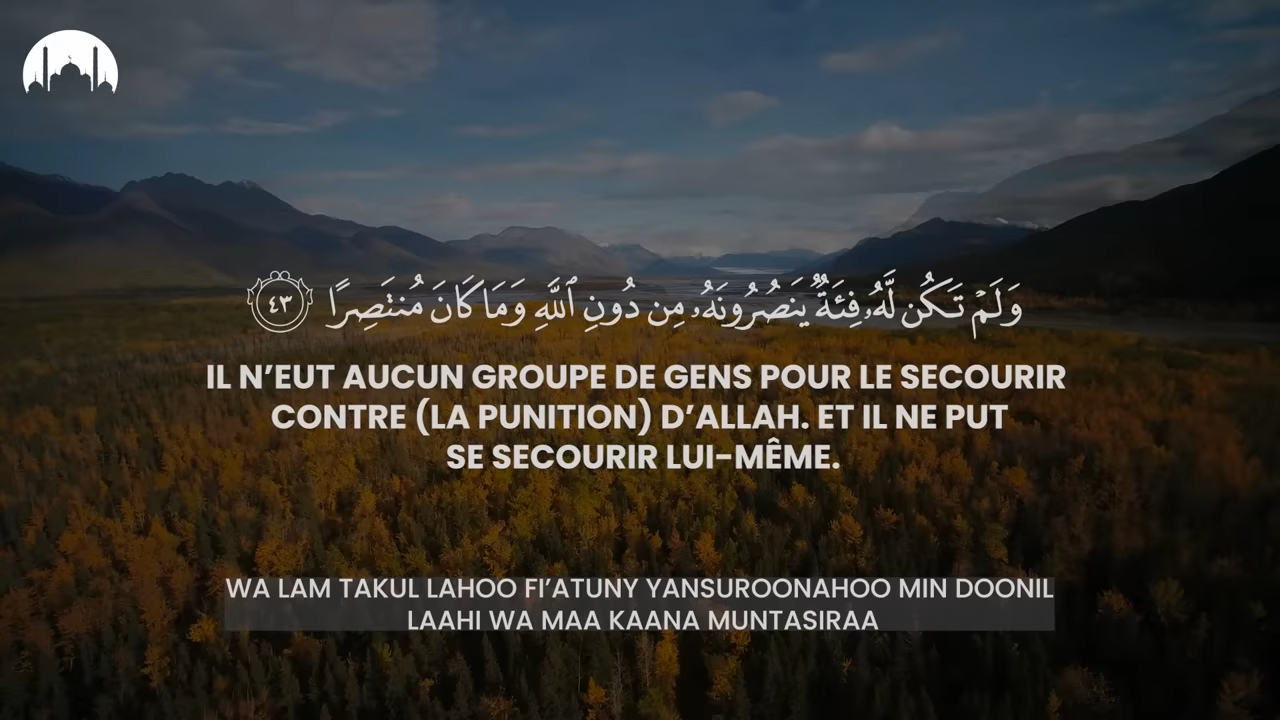 وَلَمْ تَكُن لَّهُۥ فِئَةٌ يَنصُرُونَهُۥ مِن دُونِ ٱللَّهِ وَمَا كَانَ مُنتَصِرًا ٤٣
IL N’EUT AUCUN GROUPE DE GENS POUR LE SECOURIR
CONTRE (LA PUNITION) D’ALLAH. ET IL NE PUT
SE SECOURIR LUI-MÊME.
WA LAM TAKUL LAHOO FI’ATUNY YANSUROONAHOO MIN DOONIL
LAAHI WA MAA KAANA MUNTASIRAA